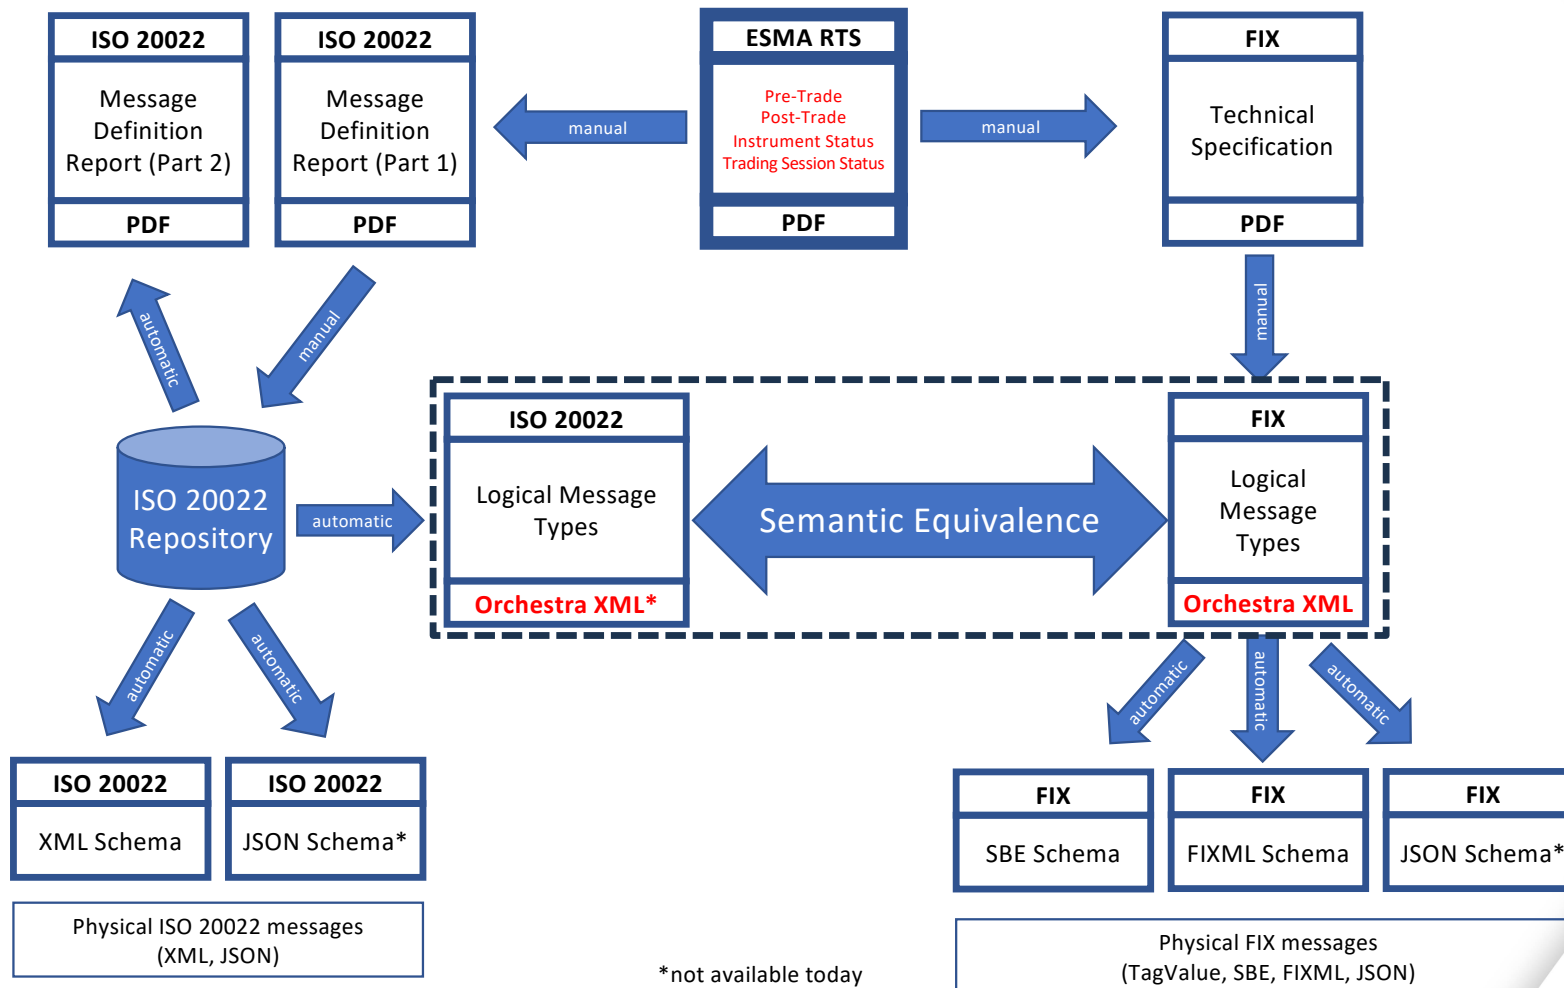 ISO 20022
Message
Definition
Report (Part 2)
PDF
ISO 20022
Message
Definition
Report (Part 1)
PDF
manual
ESMA RTS
Pre-Trade
Post-Trade
Instrument Status
Trading Session Status
PDF
manual
FIX
Technical
Specification
PDF
automatic
manual
manual
ISO 20022
Repository
automatic
ISO 20022
Logical Message
Types
Orchestra XML*
Semantic Equivalence
FIX
Logical
Message
Types
Orchestra XML
automatic
automatic
automatic
automatic
automatic
ISO 20022
XML Schema
ISO 20022
JSON Schema*
FIX
SBE Schema
FIX
FIXML Schema
FIX
JSON Schema*
Physical ISO 20022 messages
(XML, JSON)
*not available today
Physical FIX messages
(TagValue, SBE, FIXML, JSON)